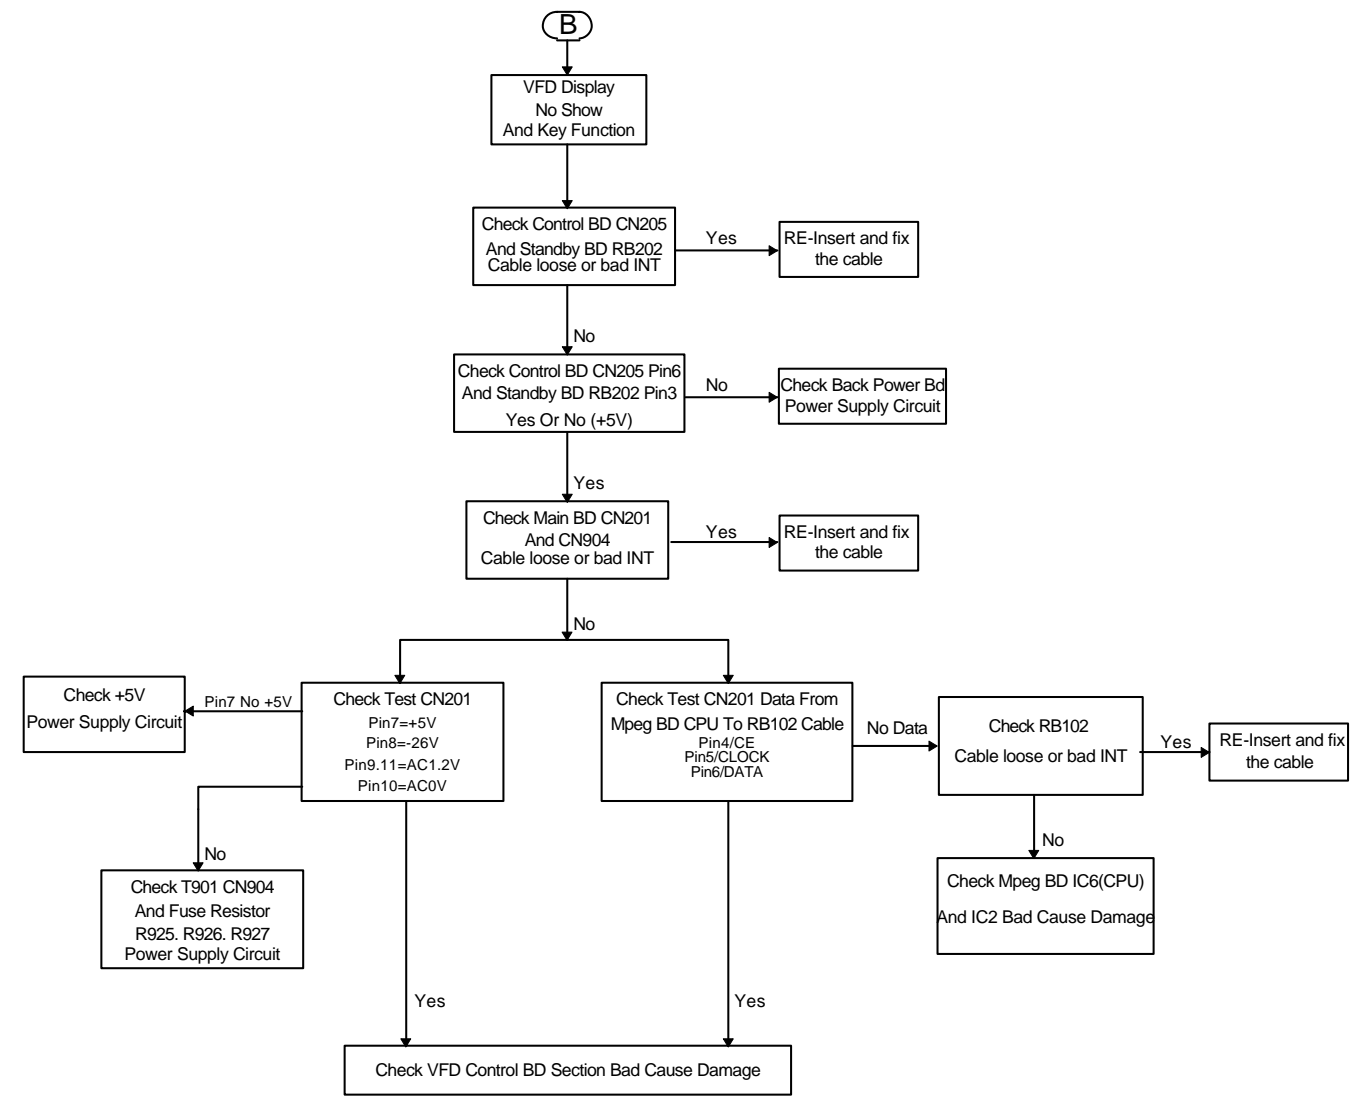 B
VFD Display
No Show
And Key Function
Check Control BD CN205
And Standby BD RB202
Cable loose or bad INT
Yes
RE-Insert and fix
the cable
No
Check Control BD CN205 Pin6
And Standby BD RB202 Pin3
Yes Or No (+5V)
No
Check Back Power Bd
Power Supply Circuit
Yes
Check Main BD CN201
And CN904
Cable loose or bad INT
Yes
RE-Insert and fix
the cable
No
Check +5V
Power Supply Circuit
Pin7 No +5V
Check Test CN201
Pin7=+5V
Pin8=-26V
Pin9.11=AC1.2V
Pin10=AC0V
Check Test CN201 Data From
Mpeg BD CPU To RB102 Cable
Pin4/CE
Pin5/CLOCK
Pin6/DATA
No Data
Check RB102
Cable loose or bad INT
Yes
RE-Insert and fix
the cable
No
Check T901 CN904
And Fuse Resistor
R925. R926. R927
Power Supply Circuit
No
Check Mpeg BD IC6(CPU)
And IC2 Bad Cause Damage
Yes
Yes
Check VFD Control BD Section Bad Cause Damage